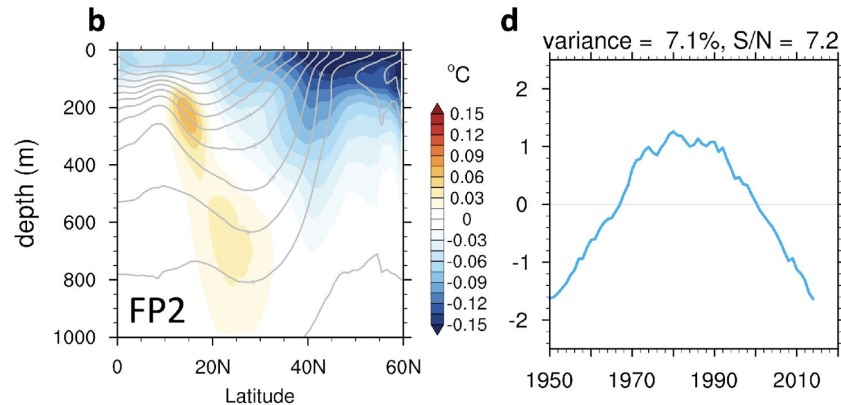 b
d
variance = 7.1%, S/N = 7.2
0
200
400
600
800
1000
depth (m)
FP2
0
20N
40N
60N
Latitude
°C
0.15
0.12
0.09
0.06
0.03
0
-0.03
-0.06
-0.09
-0.12
-0.15
2
1
0
-1
-2
1950
1970
1990
2010